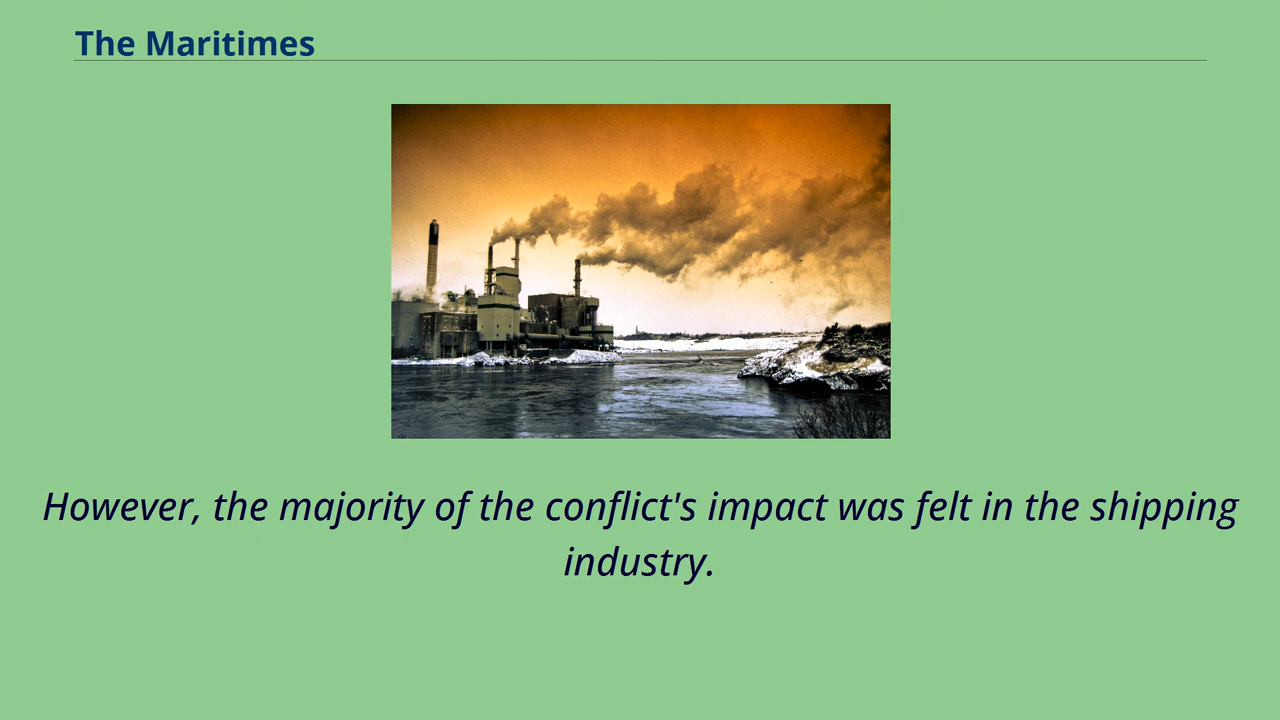 The Maritimes
However, the majority of the conflict's impact was felt in the shipping
industry.